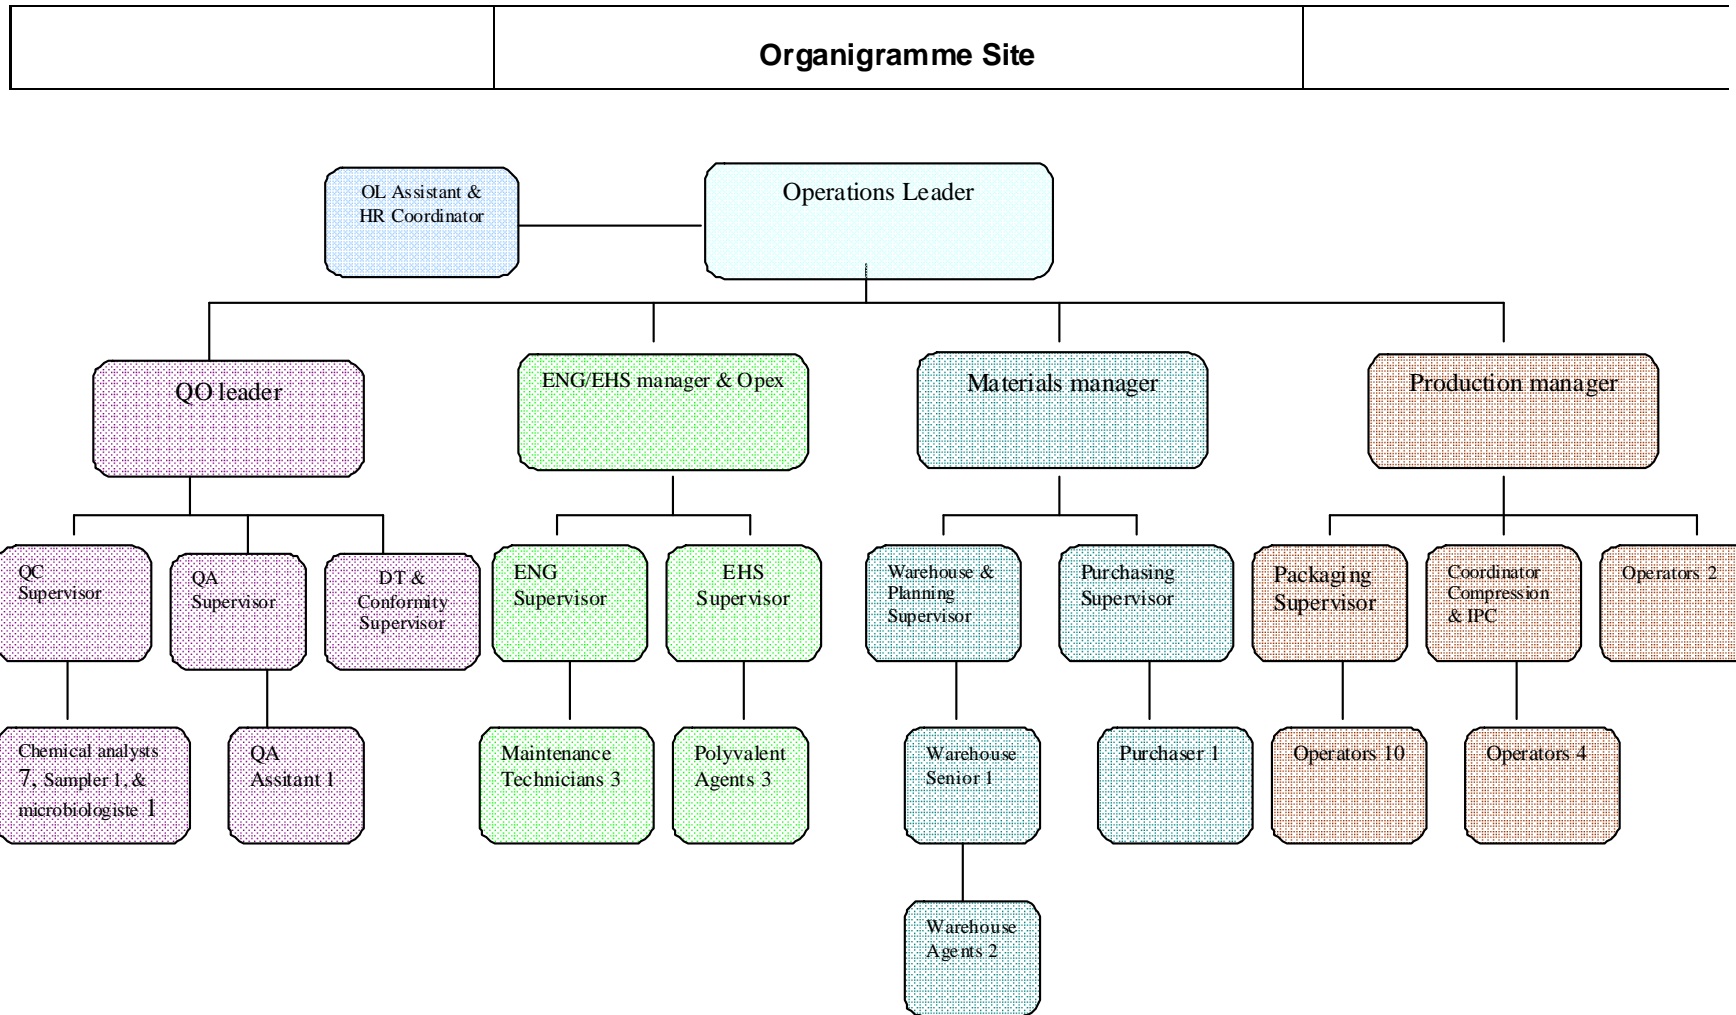 Organigramme Site
OL Assistant &
HR Coordinator
Operations Leader
QO leader
ENG/EHS manager & Opex
Materials manager
Production manager
QC
Supervisor
QA
Supervisor
DT &
Conformity
Supervisor
ENG
Supervisor
EHS
Supervisor
Warehouse &
Planning
Supervisor
Purchasing
Supervisor
Packaging
Supervisor
Coordinator
Compression
& IPC
Operators 2
Chemical analysts
7, Sampler 1, &
microbiologiste 1
QA
Assitant 1
Maintenance
Technicians 3
Polyvalent
Agents 3
Warehouse
Senior 1
Purchaser 1
Operators 10
Operators 4
Warehouse
Agents 2